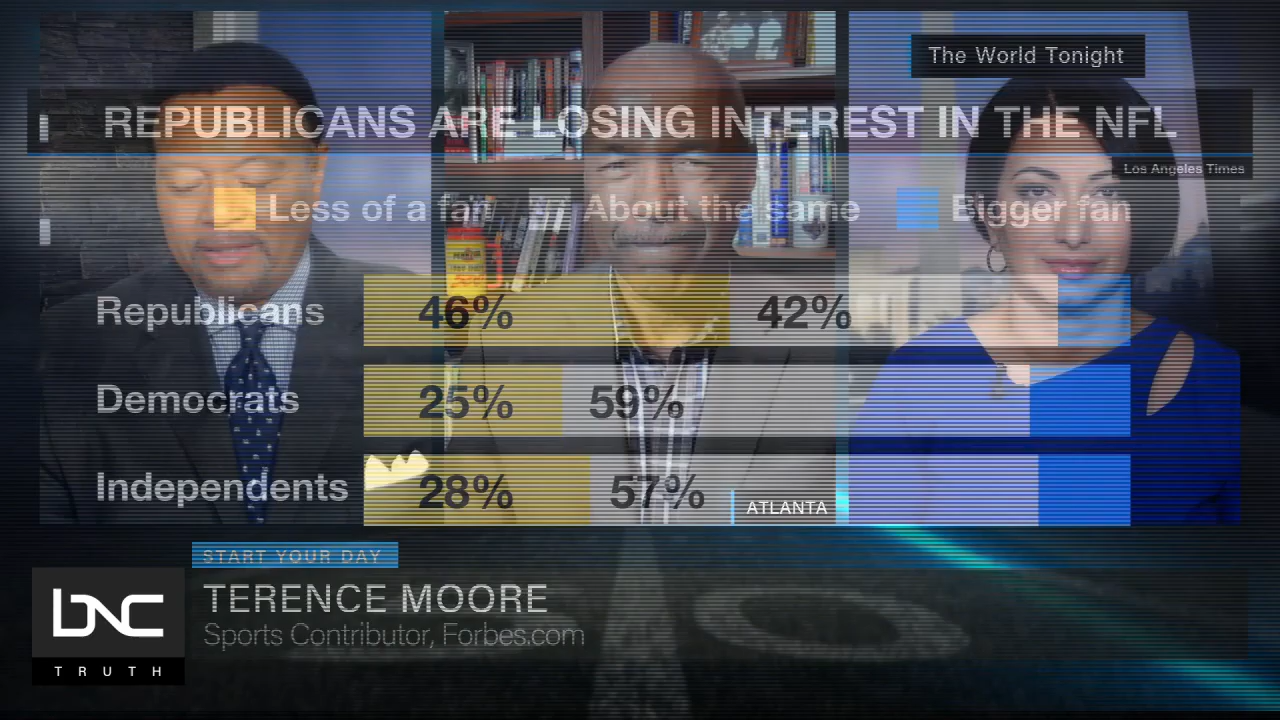 The World Tonight
REPUBLICANS ARE LOSING INTEREST IN THE NFL
Los Angeles Times
Less of a fan About the same Bigger fan
Republicans 46% 42%
Democrats 25% 59%
Independents 28% 57%
ATLANTA
START YOUR DAY
TERENCE MOORE
Sports Contributor, Forbes.com
BNC
TRUTH